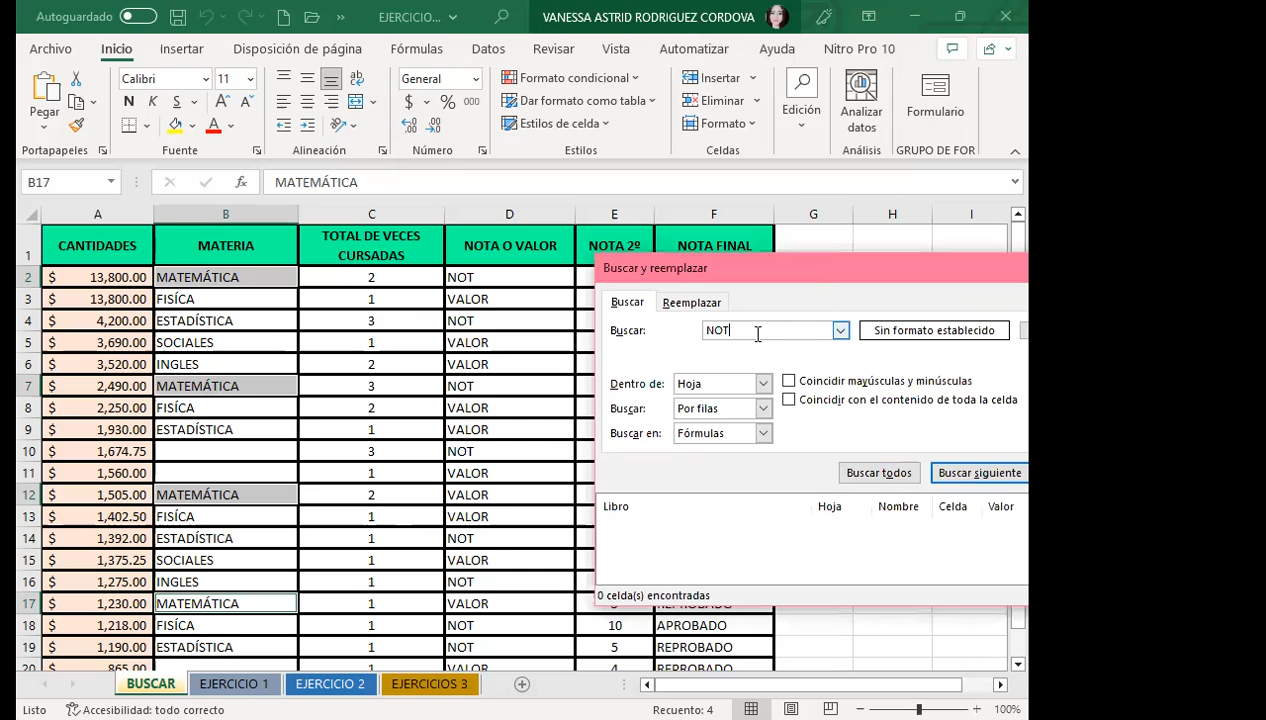 Autoguardado EJERCICIO... VANESSA ASTRID RODRIGUEZ CORDOVA
Archivo Inicio Insertar Disposición de página Fórmulas Datos Revisar Vista Automatizar Ayuda Nitro Pro 10
Pegar Calibri 11 General Formato condicional Insertar Edición Analizar datos Formulario
N K S $ % 000 Dar formato como tabla Eliminar
Estilos de celda Formato
Portapapeles Fuente Alineación Número Estilos Celdas Análisis GRUPO DE FOR
B17 fx MATEMÁTICA
A B C D E F G H I
1 CANTIDADES MATERIA TOTAL DE VECES CURSADAS NOTA O VALOR NOTA 2º NOTA FINAL
2 $ 13,800.00 MATEMÁTICA 2 NOT
3 $ 13,800.00 FISÍCA 1 VALOR
4 $ 4,200.00 ESTADÍSTICA 3 NOT
5 $ 3,690.00 SOCIALES 1 VALOR
6 $ 3,520.00 INGLES 2 VALOR
7 $ 2,490.00 MATEMÁTICA 3 NOT
8 $ 2,250.00 FISÍCA 2 VALOR
9 $ 1,930.00 ESTADÍSTICA 1 VALOR
10 $ 1,674.75 3 NOT
11 $ 1,560.00 1 VALOR
12 $ 1,505.00 MATEMÁTICA 2 VALOR
13 $ 1,402.50 FISÍCA 1 VALOR
14 $ 1,392.00 ESTADÍSTICA 1 NOT
15 $ 1,375.25 SOCIALES 1 VALOR
16 $ 1,275.00 INGLES 1 NOT
17 $ 1,230.00 MATEMÁTICA 1 VALOR
18 $ 1,218.00 FISÍCA 1 NOT 10 APROBADO
19 $ 1,190.00 ESTADÍSTICA 1 NOT 5 REPROBADO
20 $ 865.00 1 VALOR 4 REPROBADO
Buscar y reemplazar
Buscar Reemplazar
Buscar: NOT Sin formato establecido
Dentro de: Hoja Coincidir mayúsculas y minúsculas
Buscar: Por filas Coincidir con el contenido de toda la celda
Buscar en: Fórmulas
Buscar todos Buscar siguiente
Libro Hoja Nombre Celda Valor
0 celda(s) encontradas
BUSCAR EJERCICIO 1 EJERCICIO 2 EJERCICIOS 3
Listo Accesibilidad: todo correcto Recuento: 4 100%